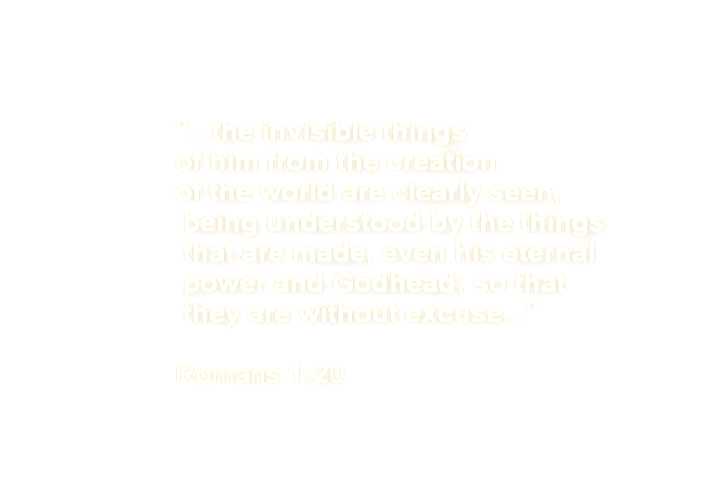 "...the invisible things
of him from the creation
of the world are clearly seen,
being understood by the things
that are made, even his eternal
power and Godhead; so that
they are without excuse. "
Romans 1:20